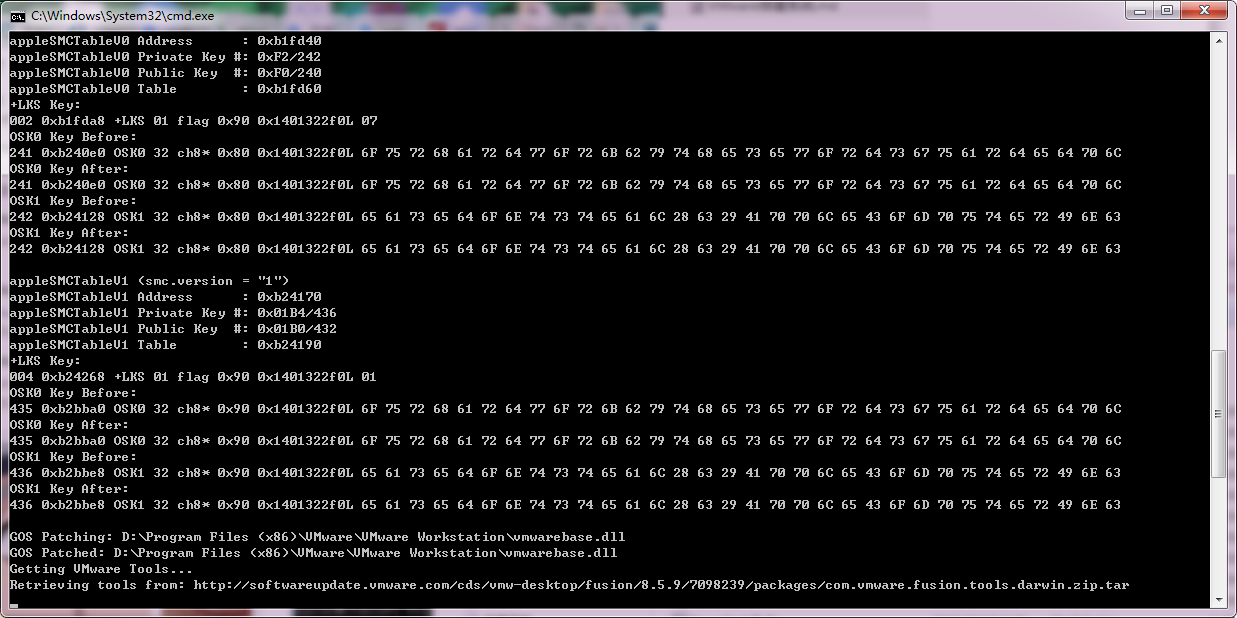 C:\Windows\System32\cmd.exe
appleSMCTableV0 Address      : 0xb1fd40
appleSMCTableV0 Private Key #: 0xF2/242
appleSMCTableV0 Public Key  #: 0xF0/240
appleSMCTableV0 Table        : 0xb1fd60
+LKS Key:
002 0xb1fda8 +LKS 01 flag 0x90 0x1401322f0L 07
OSK0 Key Before:
241 0xb240e0 OSK0 32 ch8* 0x80 0x1401322f0L 6F 75 72 68 61 72 64 77 6F 72 6B 62 79 74 68 65 73 65 77 6F 72 64 73 67 75 61 72 64 65 64 70 6C
OSK0 Key After:
241 0xb240e0 OSK0 32 ch8* 0x80 0x1401322f0L 6F 75 72 68 61 72 64 77 6F 72 6B 62 79 74 68 65 73 65 77 6F 72 64 73 67 75 61 72 64 65 64 70 6C
OSK1 Key Before:
242 0xb24128 OSK1 32 ch8* 0x80 0x1401322f0L 65 61 73 65 64 6F 6E 74 73 74 65 61 6C 28 63 29 41 70 70 6C 65 43 6F 6D 70 75 74 65 72 49 6E 63
OSK1 Key After:
242 0xb24128 OSK1 32 ch8* 0x80 0x1401322f0L 65 61 73 65 64 6F 6E 74 73 74 65 61 6C 28 63 29 41 70 70 6C 65 43 6F 6D 70 75 74 65 72 49 6E 63
appleSMCTableV1 (smc.version = "1")
appleSMCTableV1 Address      : 0xb24170
appleSMCTableV1 Private Key #: 0x01B4/436
appleSMCTableV1 Public Key  #: 0x01B0/432
appleSMCTableV1 Table        : 0xb24190
+LKS Key:
004 0xb24268 +LKS 01 flag 0x90 0x1401322f0L 01
OSK0 Key Before:
435 0xb2bba0 OSK0 32 ch8* 0x90 0x1401322f0L 6F 75 72 68 61 72 64 77 6F 72 6B 62 79 74 68 65 73 65 77 6F 72 64 73 67 75 61 72 64 65 64 70 6C
OSK0 Key After:
435 0xb2bba0 OSK0 32 ch8* 0x90 0x1401322f0L 6F 75 72 68 61 72 64 77 6F 72 6B 62 79 74 68 65 73 65 77 6F 72 64 73 67 75 61 72 64 65 64 70 6C
OSK1 Key Before:
436 0xb2bbe8 OSK1 32 ch8* 0x90 0x1401322f0L 65 61 73 65 64 6F 6E 74 73 74 65 61 6C 28 63 29 41 70 70 6C 65 43 6F 6D 70 75 74 65 72 49 6E 63
OSK1 Key After:
436 0xb2bbe8 OSK1 32 ch8* 0x90 0x1401322f0L 65 61 73 65 64 6F 6E 74 73 74 65 61 6C 28 63 29 41 70 70 6C 65 43 6F 6D 70 75 74 65 72 49 6E 63
GOS Patching: D:\Program Files (x86)\VMware\VMware Workstation\vmwarebase.dll
GOS Patched: D:\Program Files (x86)\VMware\VMware Workstation\vmwarebase.dll
Getting VMware Tools...
Retrieving tools from: http://softwareupdate.vmware.com/cds/vmw-desktop/fusion/8.5.9/7098239/packages/com.vmware.fusion.tools.darwin.zip.tar